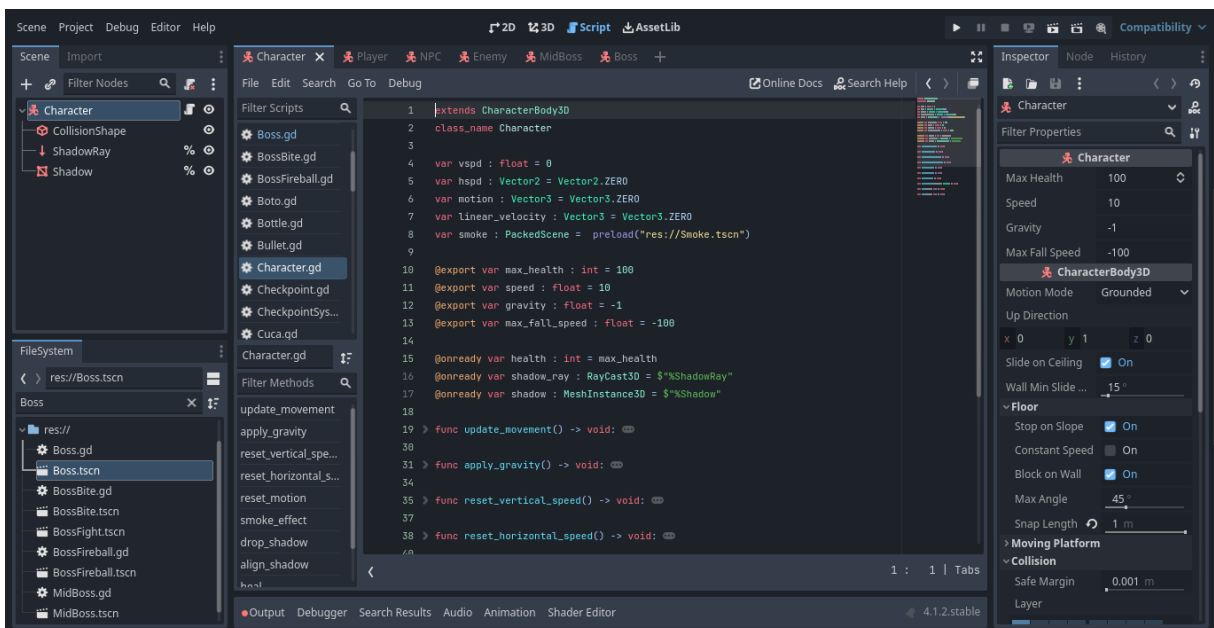 Scene Project Debug Editor Help
2D 3D Script AssetLib
Compatibility
Scene Import
Filter Nodes
Character
CollisionShape
ShadowRay %
Shadow %
FileSystem
res://Boss.tscn
Boss
res://
Boss.gd
Boss.tscn
BossBite.gd
BossBite.tscn
BossFight.tscn
BossFireball.gd
BossFireball.tscn
MidBoss.gd
MidBoss.tscn
Character Player NPC Enemy MidBoss Boss
File Edit Search Go To Debug Online Docs Search Help
Filter Scripts
Boss.gd
BossBite.gd
BossFireball.gd
Boto.gd
Bottle.gd
Bullet.gd
Character.gd
Checkpoint.gd
CheckpointSys...
Cuca.gd
Character.gd
Filter Methods
update_movement
apply_gravity
reset_vertical_spe...
reset_horizontal_s...
reset_motion
smoke_effect
drop_shadow
align_shadow
heal
1 extends CharacterBody3D
2 class_name Character
3
4 var vspd : float = 0
5 var hspd : Vector2 = Vector2.ZERO
6 var motion : Vector3 = Vector3.ZERO
7 var linear_velocity : Vector3 = Vector3.ZERO
8 var smoke : PackedScene = preload("res://Smoke.tscn")
9
10 @export var max_health : int = 100
11 @export var speed : float = 10
12 @export var gravity : float = -1
13 @export var max_fall_speed : float = -100
14
15 @onready var health : int = max_health
16 @onready var shadow_ray : RayCast3D = $"%ShadowRay"
17 @onready var shadow : MeshInstance3D = $"%Shadow"
18
19 func update_movement() -> void:
30
31 func apply_gravity() -> void:
34
35 func reset_vertical_speed() -> void:
37
38 func reset_horizontal_speed() -> void:
40
1 : 1 | Tabs
Output Debugger Search Results Audio Animation Shader Editor 4.1.2.stable
Inspector Node History
Character DOC
Filter Properties
Character
Max Health 100
Speed 10
Gravity -1
Max Fall Speed -100
CharacterBody3D
Motion Mode Grounded
Up Direction
x 0 y 1 z 0
Slide on Ceiling On
Wall Min Slide ... 15 °
Floor
Stop on Slope On
Constant Speed On
Block on Wall On
Max Angle 45 °
Snap Length 1 m
Moving Platform
Collision
Safe Margin 0.001 m
Layer